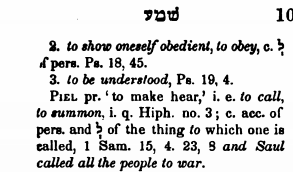 שמע 10
2. to show oneself obedient, to obey, c. לְ
of pers. Ps. 18, 45.
3. to be understood, Ps. 19, 4.
PIEL pr. ‘to make hear,’ i. e. to call,
to summon, i. q. Hiph. no. 3; c. acc. of
pers. and לְ of the thing to which one is
called, 1 Sam. 15, 4. 23, 8 and Saul
called all the people to war.